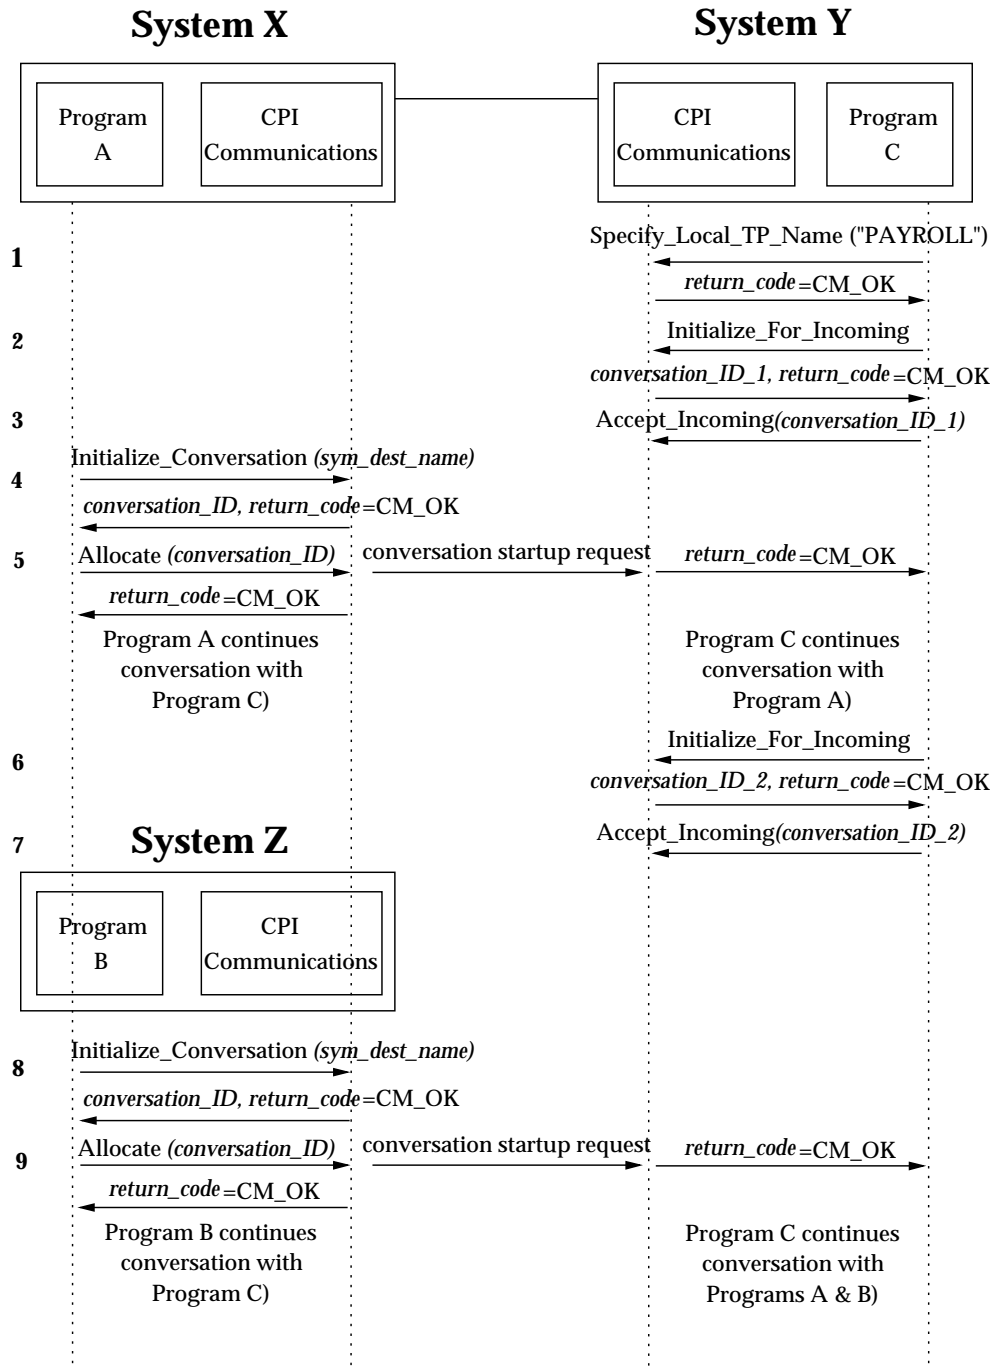 System X
System Y
Program
A
CPI
Communications
CPI
Communications
Program
C
Specify_Local_TP_Name ("PAYROLL")
1
return_code=CM_OK
Initialize_For_Incoming
2
conversation_ID_1, return_code=CM_OK
3
Accept_Incoming(conversation_ID_1)
Initialize_Conversation (sym_dest_name)
4
conversation_ID, return_code=CM_OK
5
Allocate (conversation_ID)
conversation startup request
return_code=CM_OK
return_code=CM_OK
Program A continues
conversation with
Program C)
Program C continues
conversation with
Program A)
Initialize_For_Incoming
6
conversation_ID_2, return_code=CM_OK
7
System Z
Accept_Incoming(conversation_ID_2)
Program
B
CPI
Communications
Initialize_Conversation (sym_dest_name)
8
conversation_ID, return_code=CM_OK
9
Allocate (conversation_ID)
conversation startup request
return_code=CM_OK
return_code=CM_OK
Program B continues
conversation with
Program C)
Program C continues
conversation with
Programs A & B)